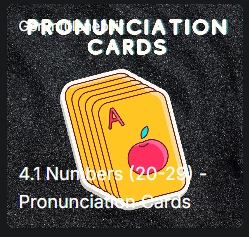 PRONUNCIATION
CARDS
A
4.1 Numbers (20-29) -
Pronunciation Cards